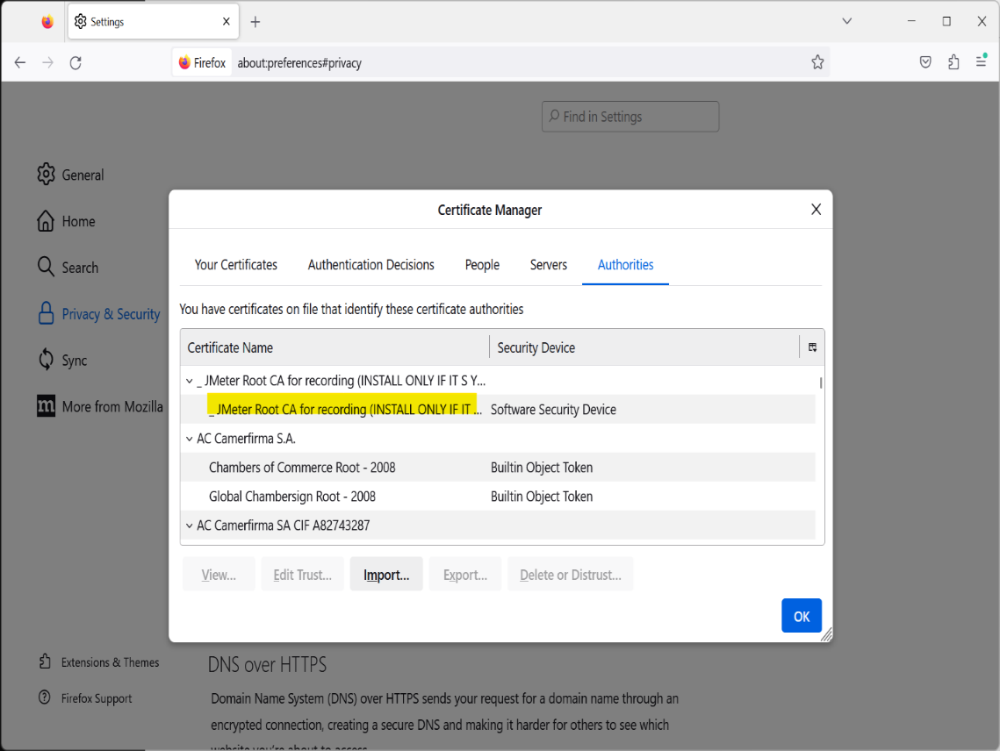 Settings
Firefox about:preferences#privacy
Find in Settings
General
Home
Search
Privacy & Security
Sync
More from Mozilla
Extensions & Themes
Firefox Support
Certificate Manager
Your Certificates Authentication Decisions People Servers Authorities
You have certificates on file that identify these certificate authorities
Certificate Name Security Device
_ JMeter Root CA for recording (INSTALL ONLY IF IT S Y...
_ JMeter Root CA for recording (INSTALL ONLY IF IT ... Software Security Device
AC Camerfirma S.A.
Chambers of Commerce Root - 2008 Builtin Object Token
Global Chambersign Root - 2008 Builtin Object Token
AC Camerfirma SA CIF A82743287
View... Edit Trust... Import... Export... Delete or Distrust...
OK
DNS over HTTPS
Domain Name System (DNS) over HTTPS sends your request for a domain name through an
encrypted connection, creating a secure DNS and making it harder for others to see which
website you're about to access